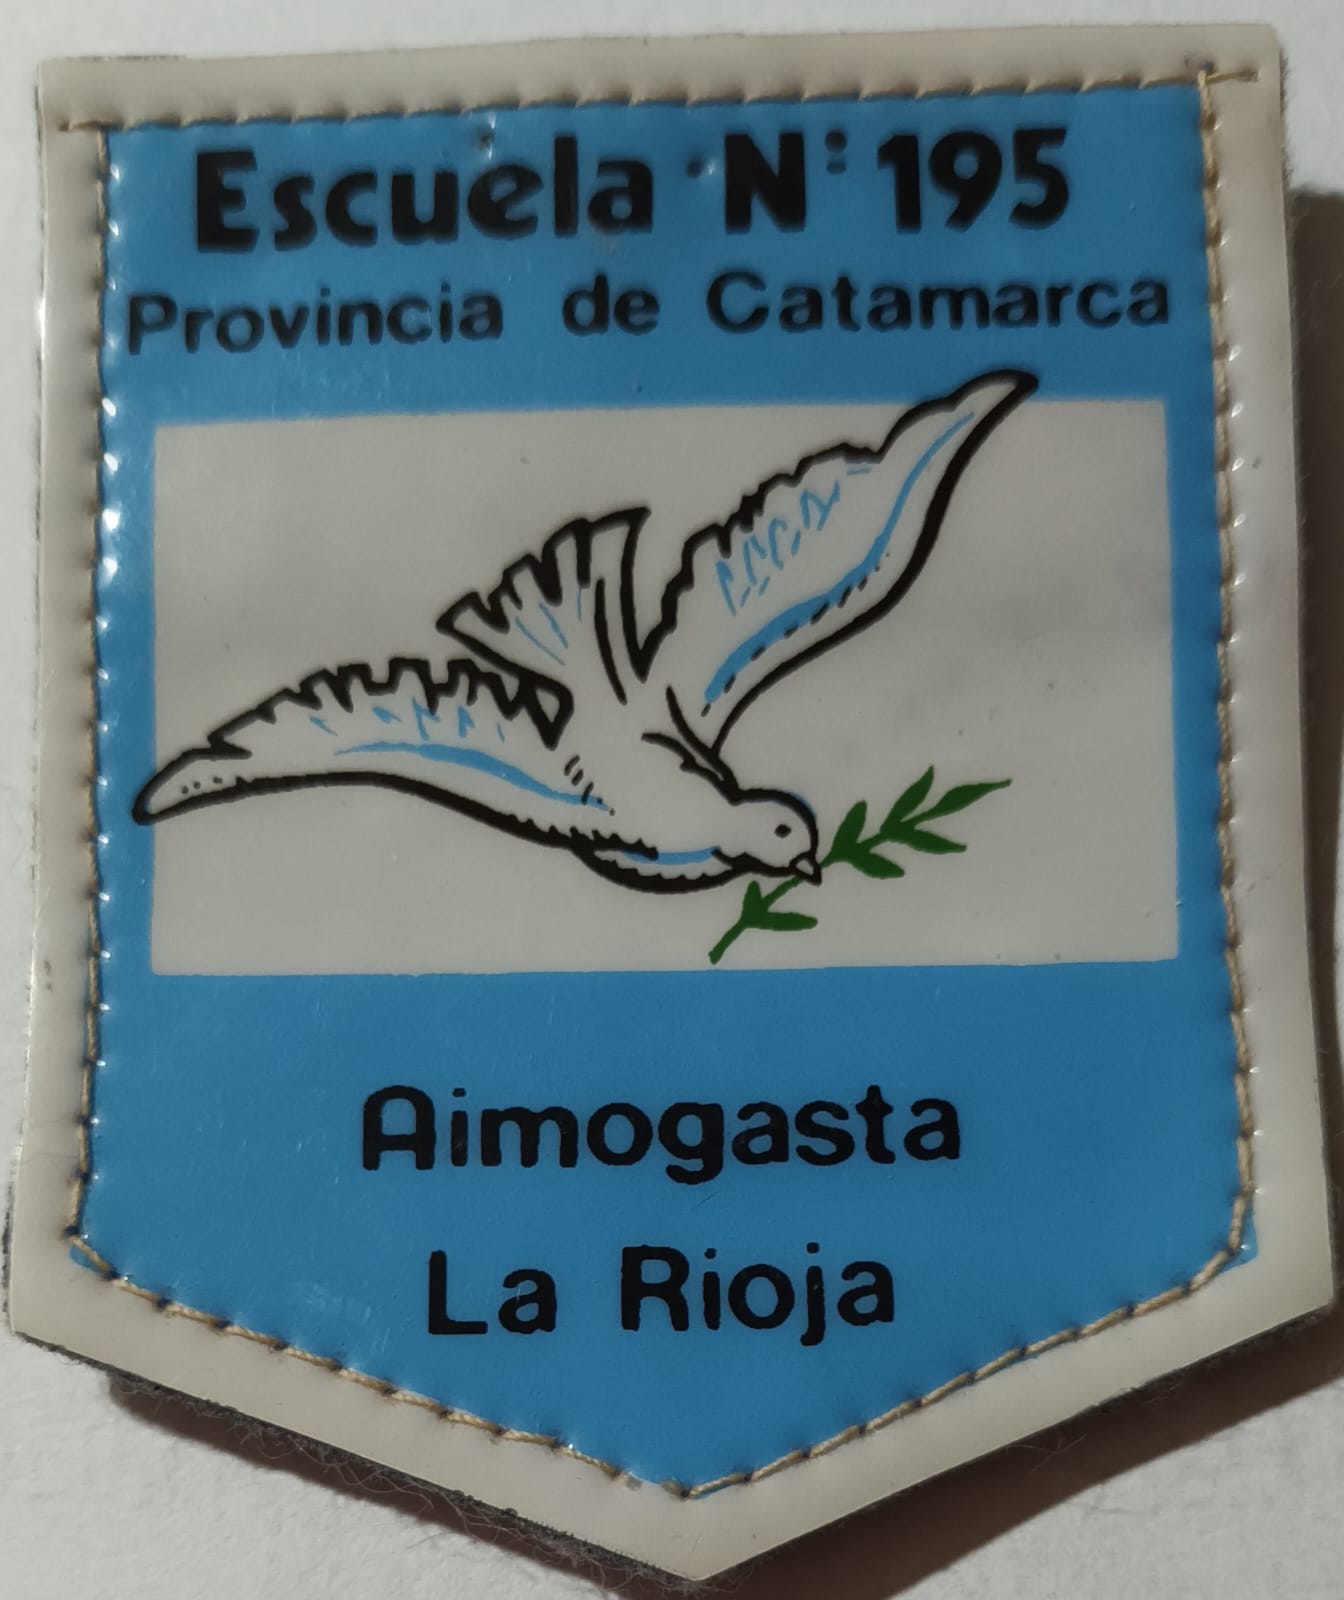 Escuela N° 195
Provincia de Catamarca
Aimogasta
La Rioja